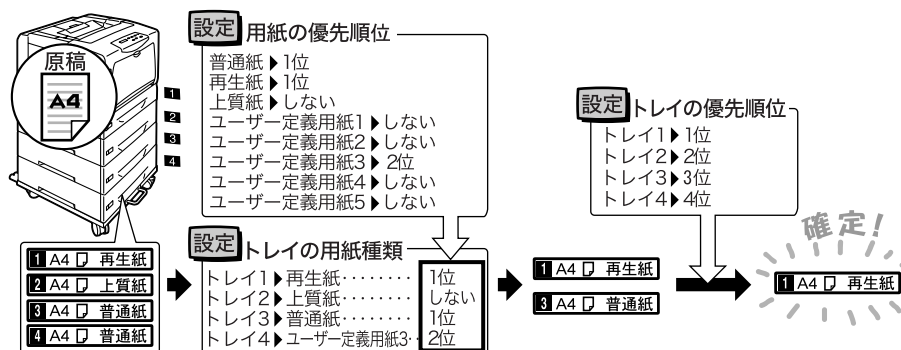 原稿
A4
1
2
3
4
設定 用紙の優先順位
普通紙▶1位
再生紙▶1位
上質紙▶しない
ユーザー定義用紙1▶しない
ユーザー定義用紙2▶しない
ユーザー定義用紙3▶2位
ユーザー定義用紙4▶しない
ユーザー定義用紙5▶しない
1 A4 再生紙
2 A4 上質紙
3 A4 普通紙
4 A4 普通紙
設定 トレイの用紙種類
トレイ1▶再生紙‥‥‥‥ 1位
トレイ2▶上質紙‥‥‥‥ しない
トレイ3▶普通紙‥‥‥‥ 1位
トレイ4▶ユーザー定義用紙3‥ 2位
1 A4 再生紙
3 A4 普通紙
設定 トレイの優先順位
トレイ1▶1位
トレイ2▶2位
トレイ3▶3位
トレイ4▶4位
確定!
1 A4 再生紙